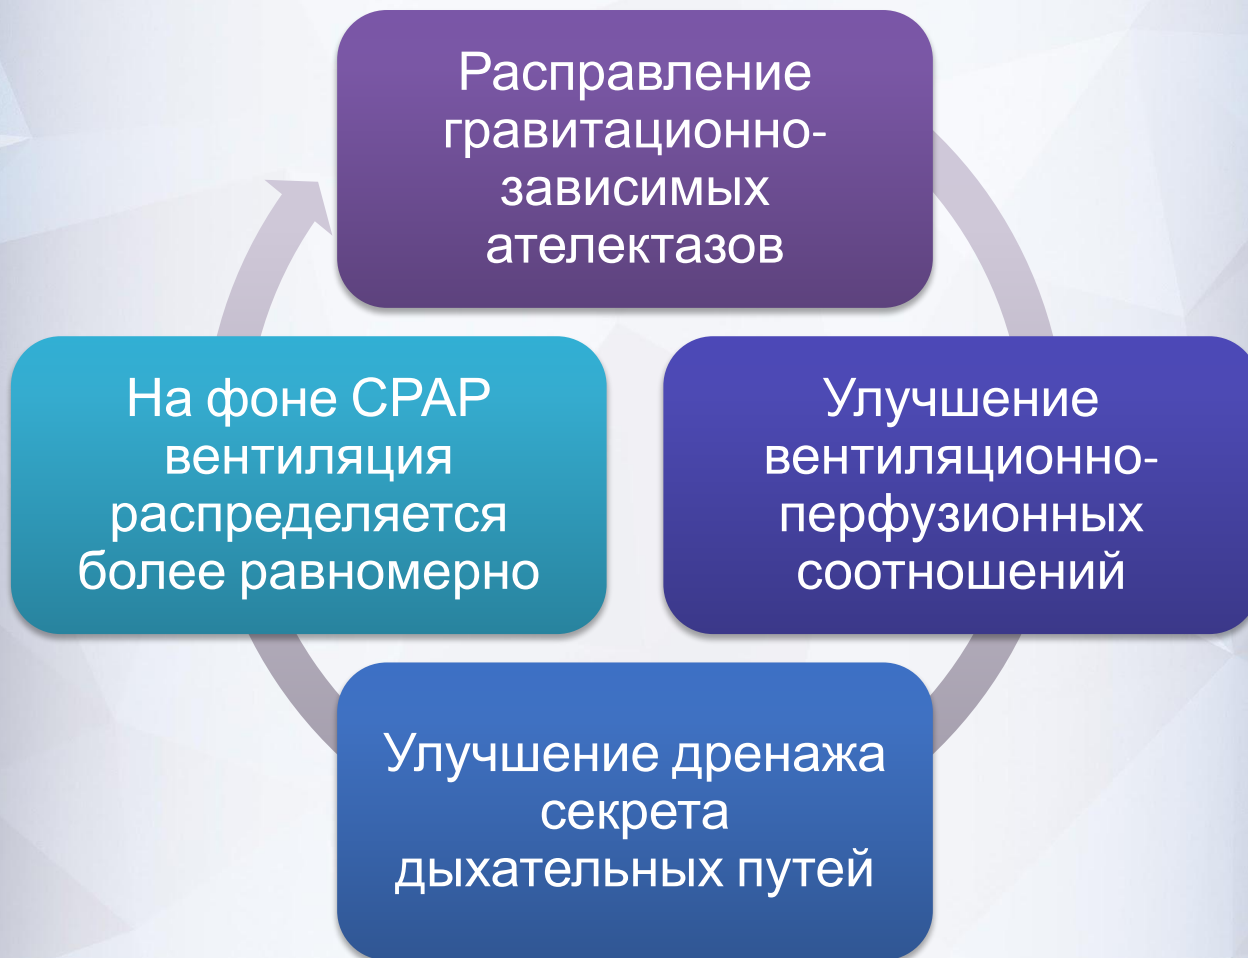 Расправление
гравитационно-
зависимых
ателектазов
На фоне CPAP
вентиляция
распределяется
более равномерно
Улучшение
вентиляционно-
перфузионных
соотношений
Улучшение дренажа
секрета
дыхательных путей